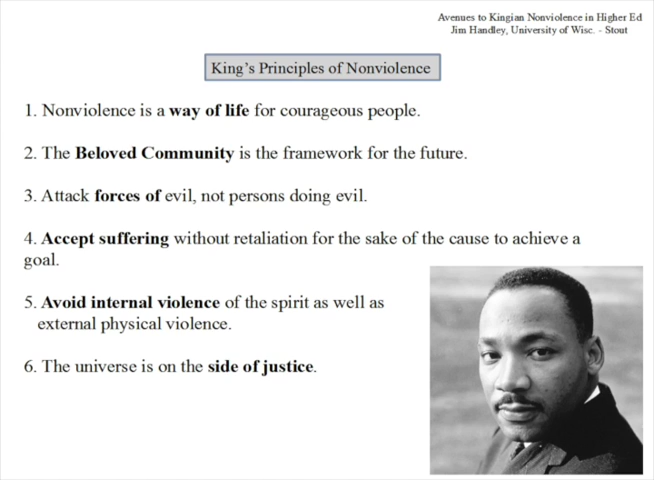 Avenues to Kingian Nonviolence in Higher Ed
Jim Handley, University of Wisc. - Stout
King's Principles of Nonviolence
1. Nonviolence is a way of life for courageous people.
2. The Beloved Community is the framework for the future.
3. Attack forces of evil, not persons doing evil.
4. Accept suffering without retaliation for the sake of the cause to achieve a
goal.
5. Avoid internal violence of the spirit as well as
external physical violence.
6. The universe is on the side of justice.